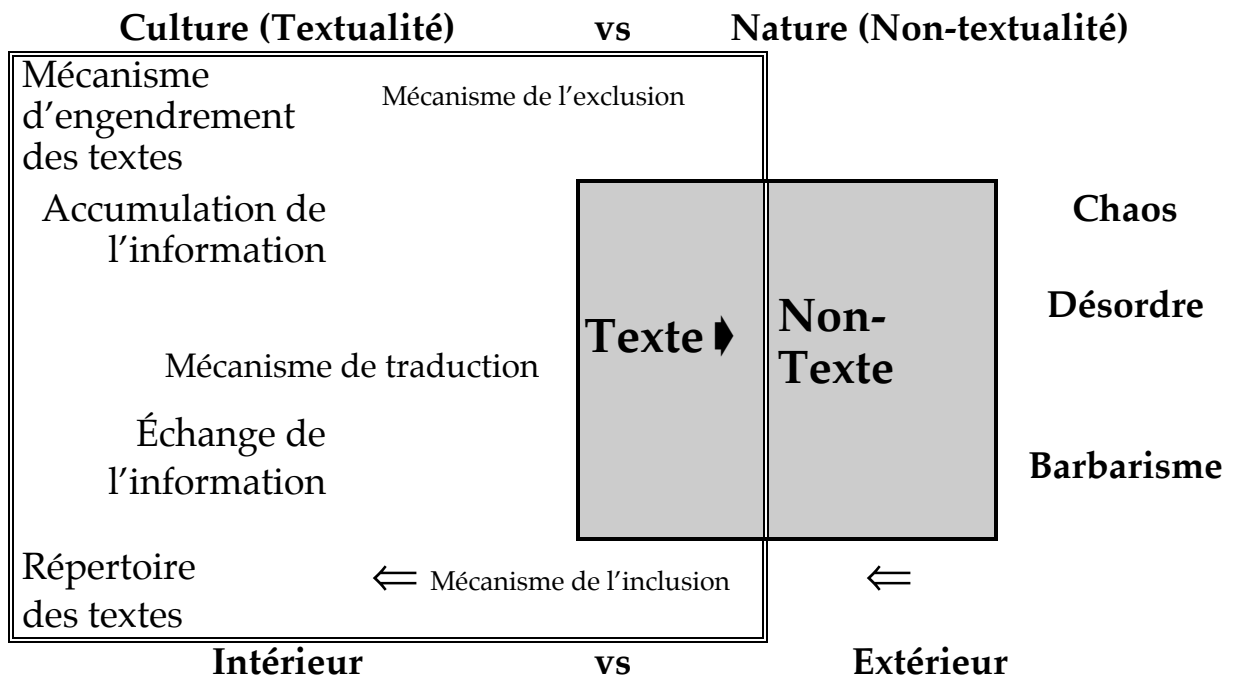 Culture (Textualité) vs Nature (Non-textualité)
Mécanisme
d’engendrement
des textes
Mécanisme de l’exclusion
Accumulation de
l’information
Chaos
Désordre
Texte
Non-
Texte
Mécanisme de traduction
Échange de
l’information
Barbarisme
Répertoire
des textes
⇐ Mécanisme de l’inclusion ⇐
Intérieur vs Extérieur